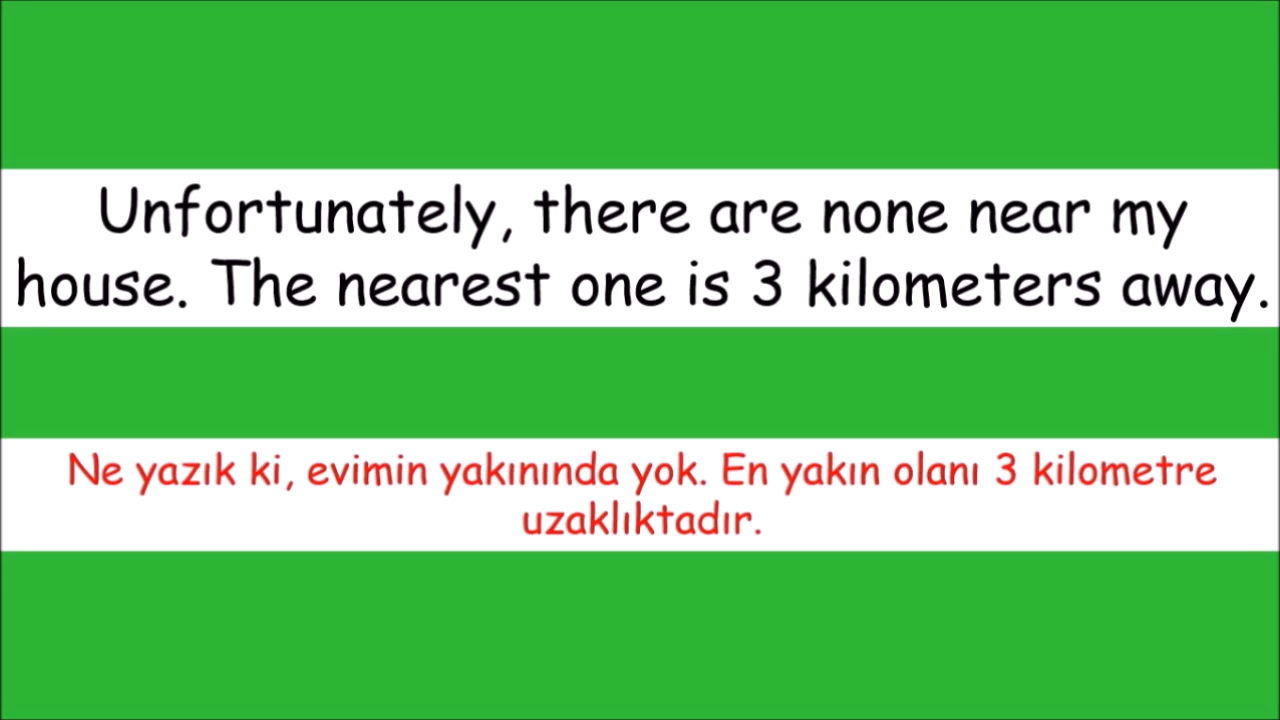 Unfortunately, there are none near my
house. The nearest one is 3 kilometers away.
Ne yazık ki, evimin yakınında yok. En yakın olanı 3 kilometre
uzaklıktadır.